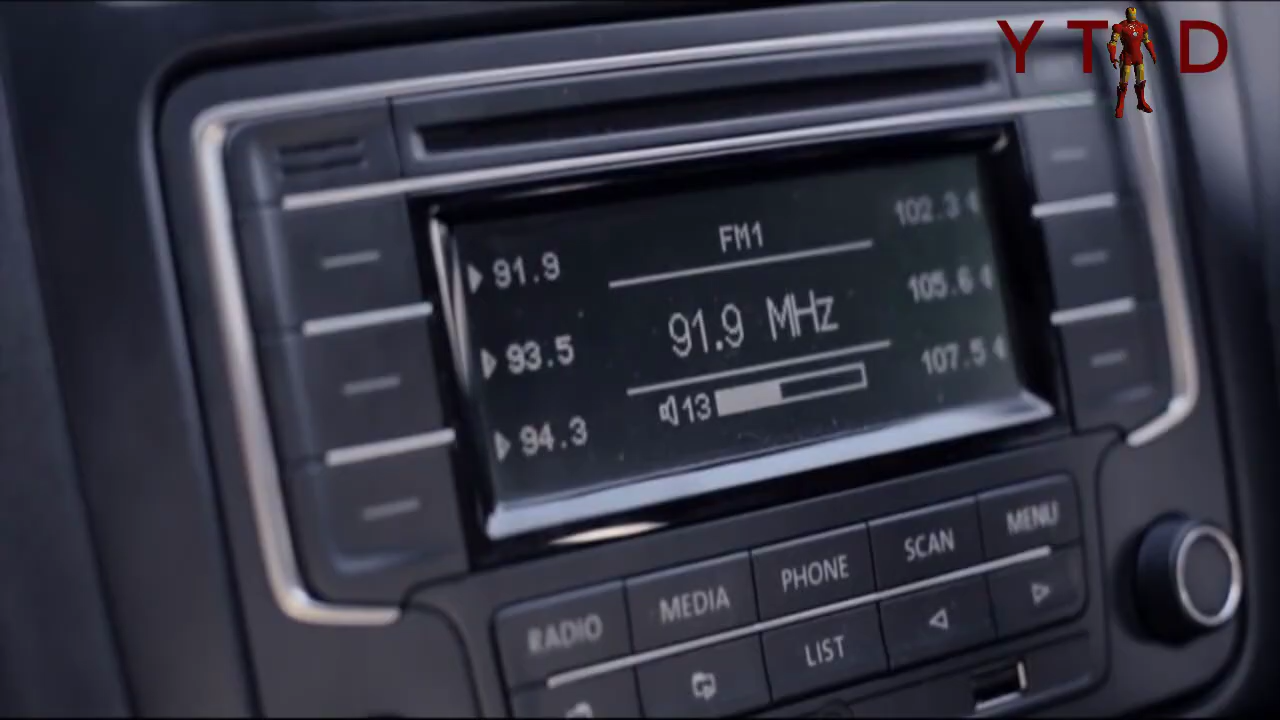 Y T D
FM1
91.9
93.5
94.3
91.9 MHz
13
102.3
105.6
107.5
RADIO
MEDIA
PHONE
SCAN
MENU
LIST